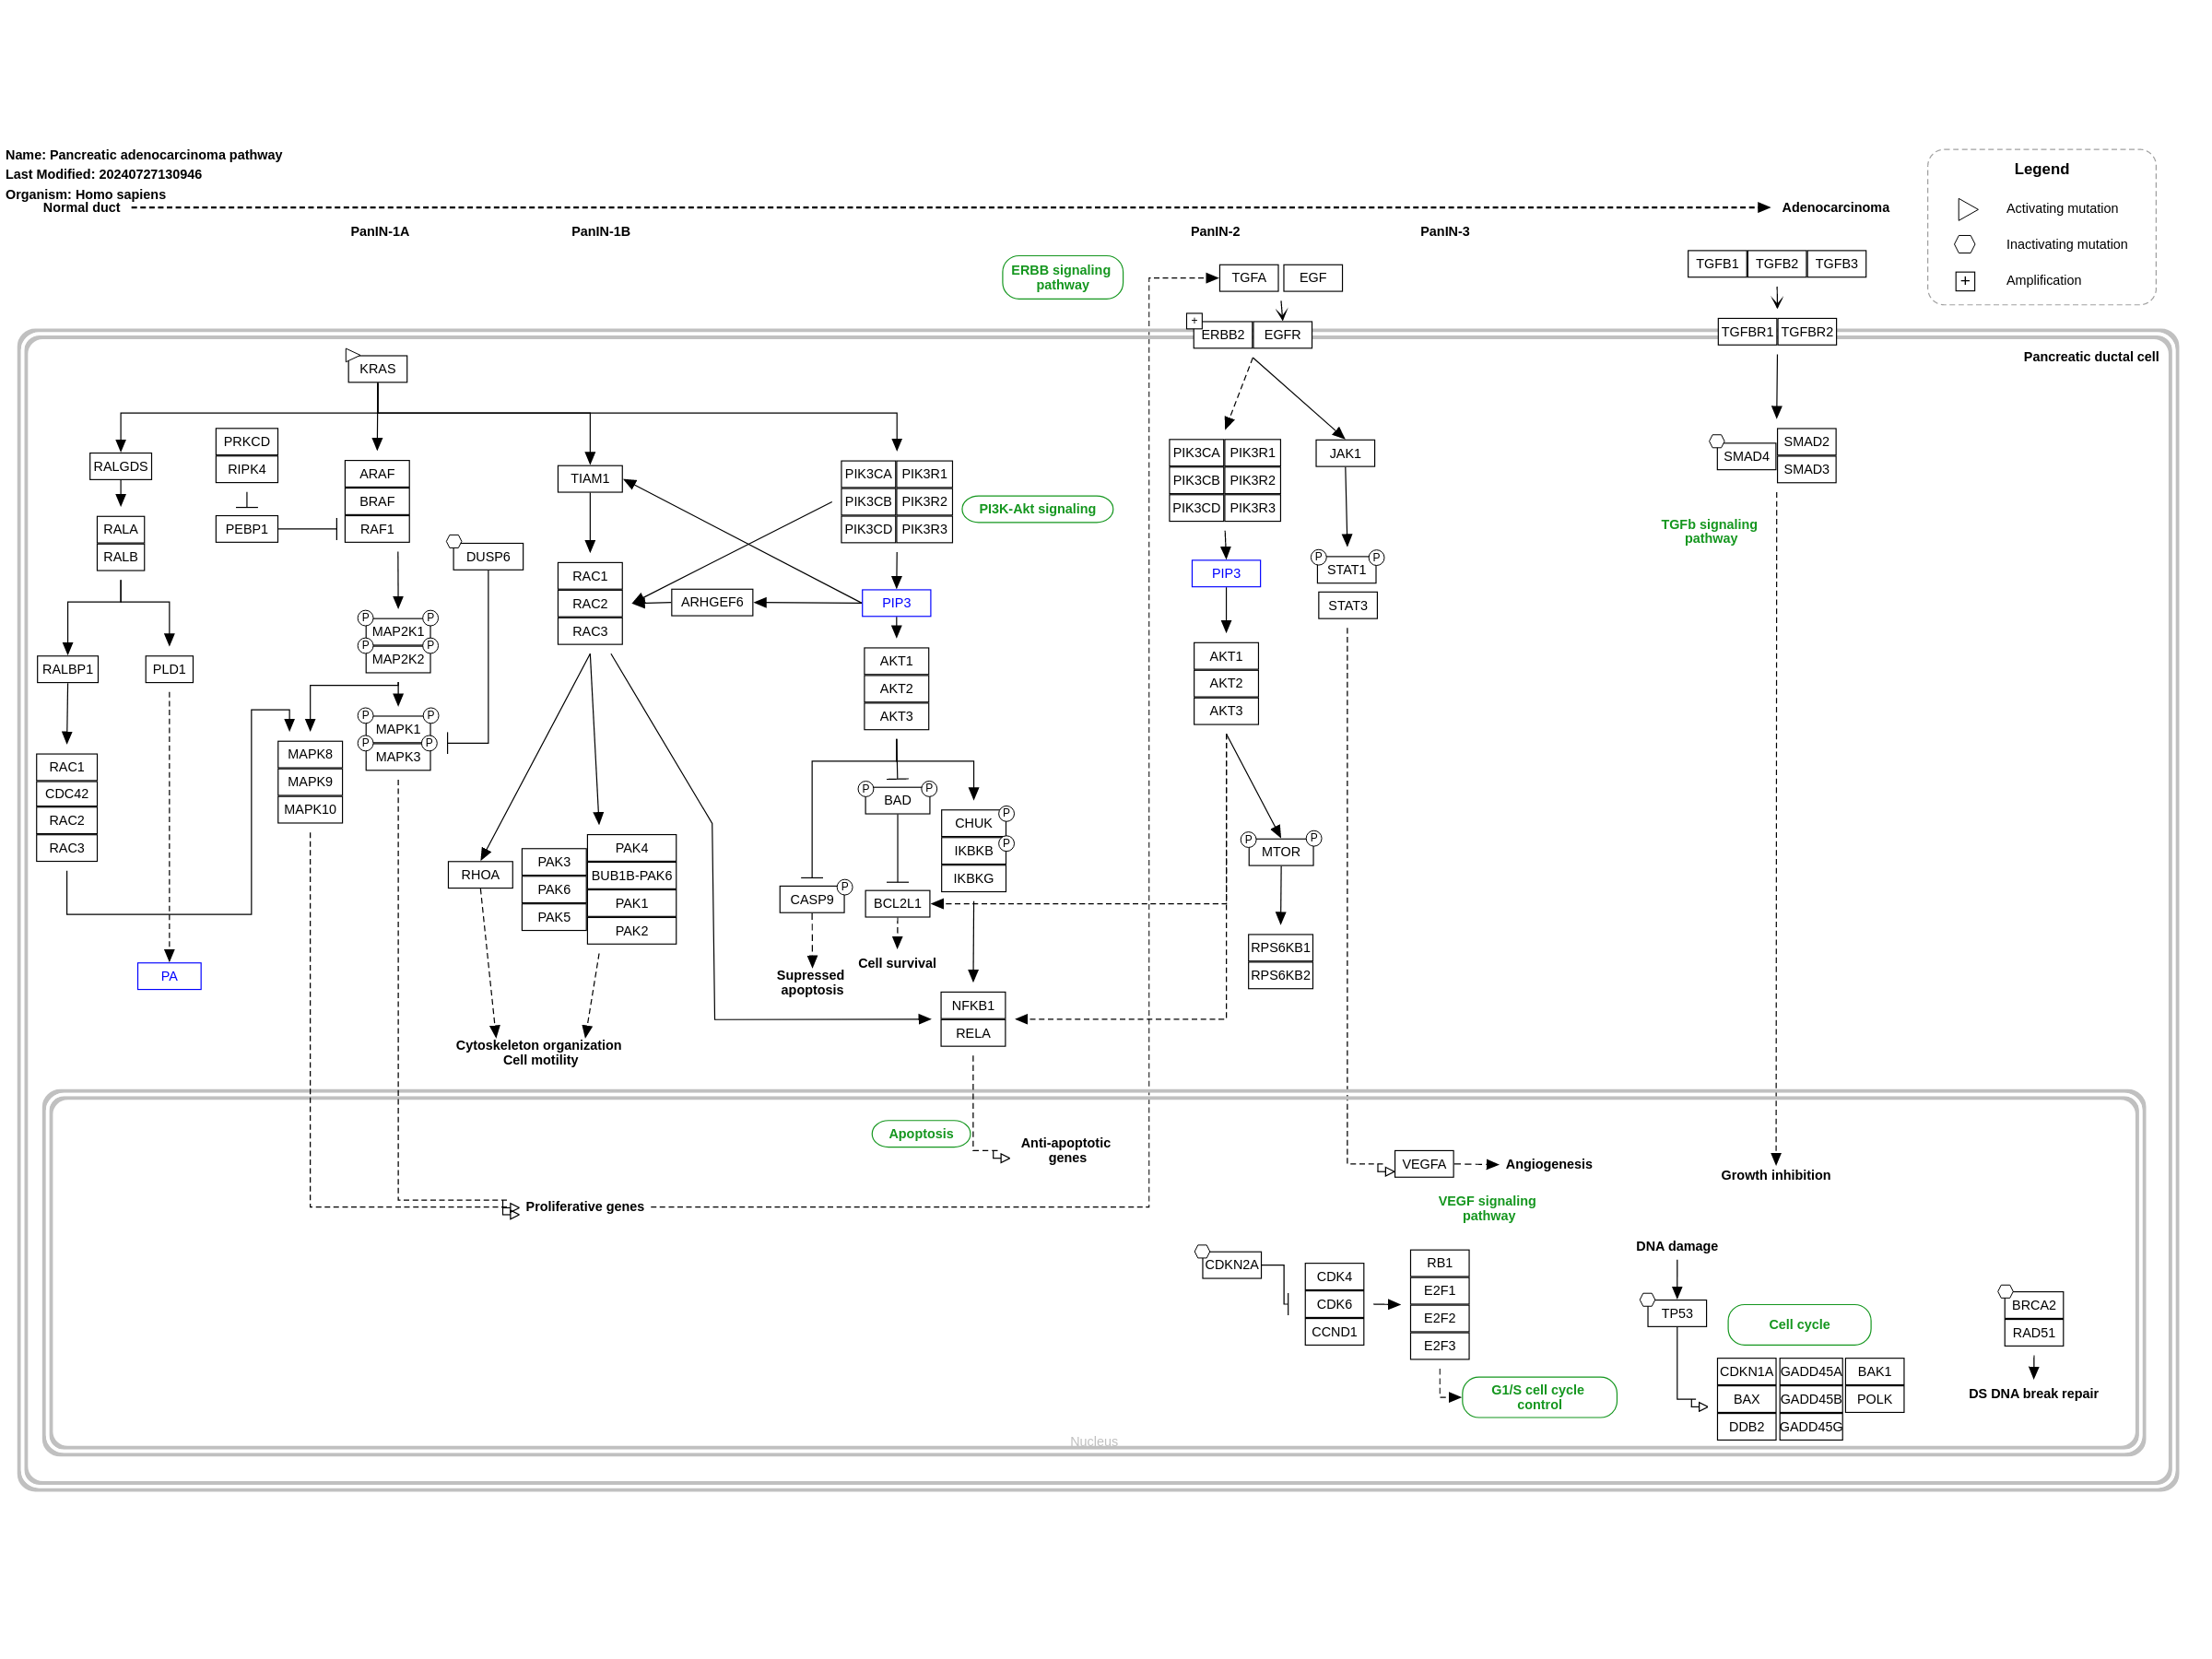 Name: Pancreatic adenocarcinoma pathway
Last Modified: 20240727130946
Organism: Homo sapiens
Normal duct
Adenocarcinoma
PanIN-1A
PanIN-1B
PanIN-2
PanIN-3
Legend
Activating mutation
Inactivating mutation
+
Amplification
ERBB signaling
pathway
TGFA
EGF
TGFB1
TGFB2
TGFB3
+
ERBB2
EGFR
TGFBR1
TGFBR2
Pancreatic ductal cell
KRAS
RALGDS
PRKCD
RIPK4
PEBP1
ARAF
BRAF
RAF1
TIAM1
PIK3CA
PIK3R1
PIK3CB
PIK3R2
PIK3CD
PIK3R3
PI3K-Akt signaling
PIK3CA
PIK3R1
PIK3CB
PIK3R2
PIK3CD
PIK3R3
JAK1
SMAD4
SMAD2
SMAD3
TGFb signaling
pathway
RALA
RALB
DUSP6
RAC1
RAC2
RAC3
ARHGEF6
PIP3
PIP3
P
P
STAT1
STAT3
P
P
MAP2K1
P
P
MAP2K2
RALBP1
PLD1
AKT1
AKT2
AKT3
AKT1
AKT2
AKT3
P
P
MAPK1
P
P
MAPK3
MAPK8
MAPK9
MAPK10
RAC1
CDC42
RAC2
RAC3
P
P
BAD
P
CHUK
P
IKBKB
IKBKG
P
P
MTOR
RHOA
PAK3
PAK6
PAK5
PAK4
BUB1B-PAK6
PAK1
PAK2
P
CASP9
BCL2L1
RPS6KB1
RPS6KB2
PA
Supressed
apoptosis
Cell survival
NFKB1
RELA
Cytoskeleton organization
Cell motility
Apoptosis
Anti-apoptotic
genes
VEGFA
Angiogenesis
Growth inhibition
Proliferative genes
VEGF signaling
pathway
CDKN2A
CDK4
CDK6
CCND1
RB1
E2F1
E2F2
E2F3
G1/S cell cycle
control
DNA damage
TP53
Cell cycle
CDKN1A
GADD45A
BAK1
BAX
GADD45B
POLK
DDB2
GADD45G
BRCA2
RAD51
DS DNA break repair
Nucleus